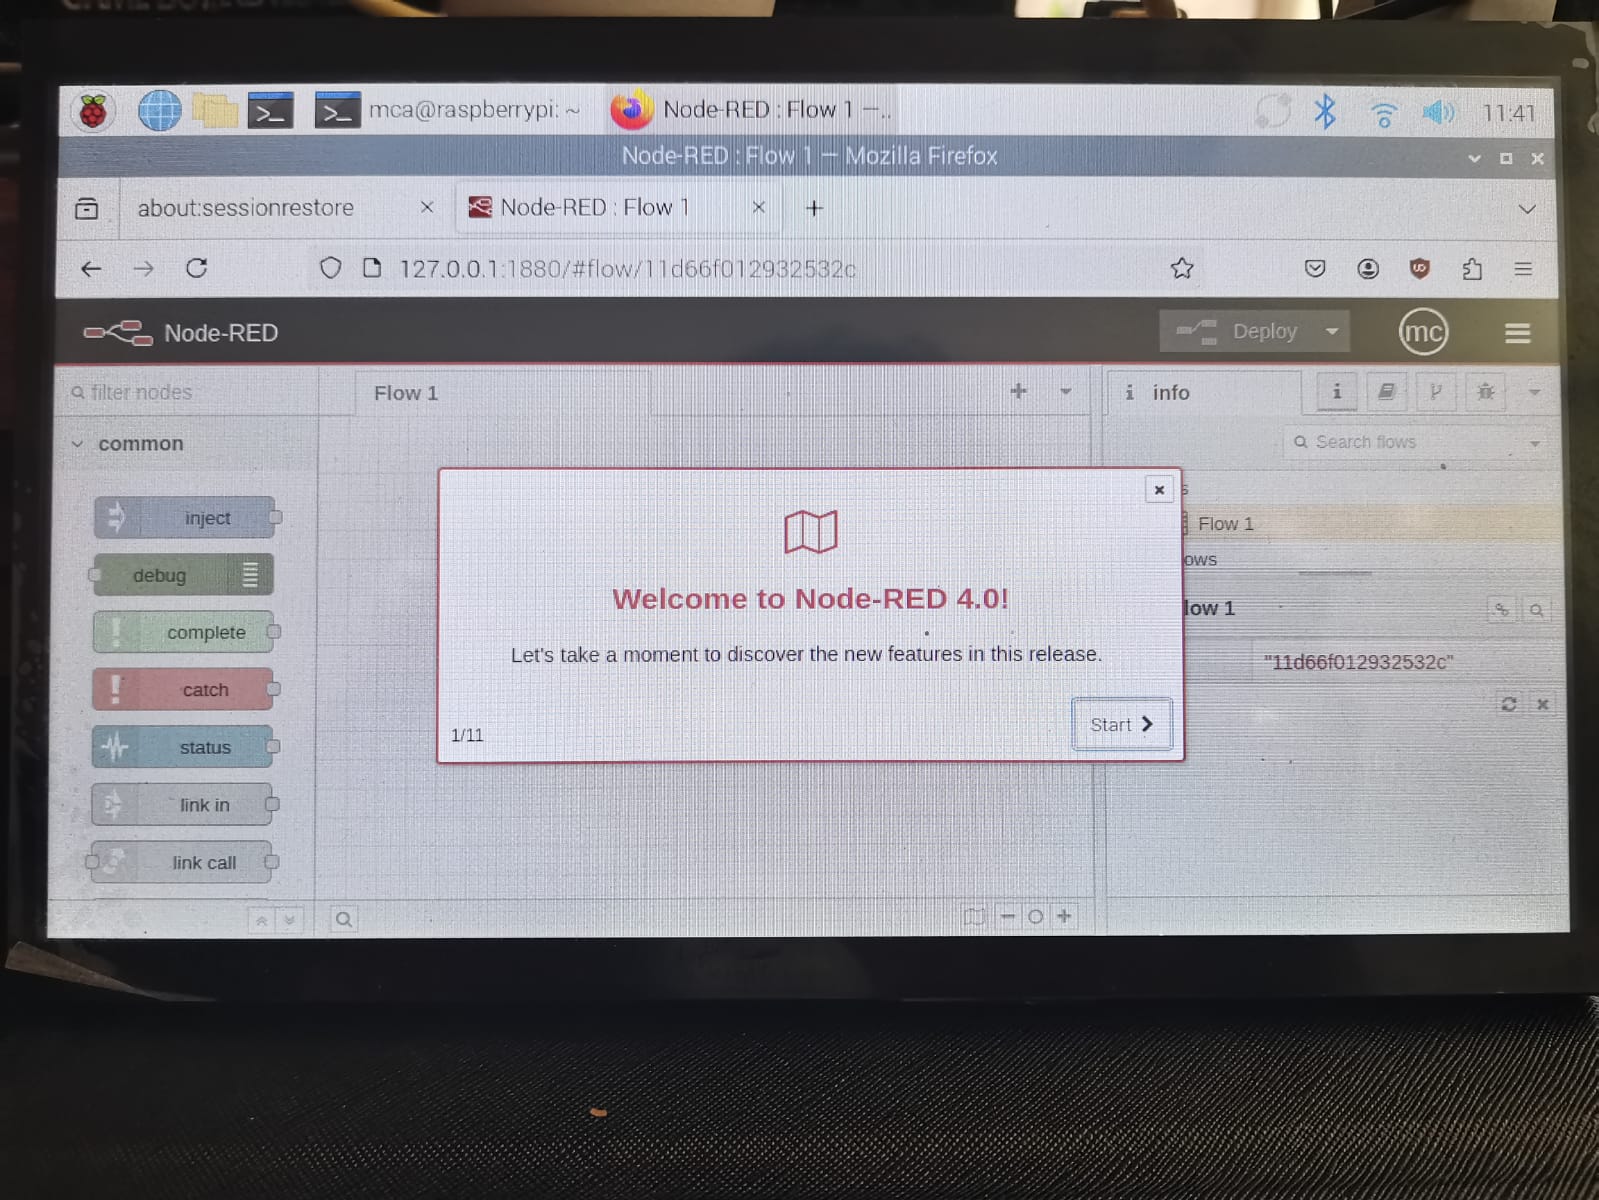 mca@raspberrypi: ~
Node-RED : Flow 1 — ..
11:41
Node-RED : Flow 1 — Mozilla Firefox
about:sessionrestore
Node-RED : Flow 1
127.0.0.1:1880/#flow/11d66f012932532c
Node-RED
Deploy
mc
filter nodes
Flow 1
i info
i
common
Search flows
inject
s
Flow 1
debug
ows
Welcome to Node-RED 4.0!
low 1
complete
Let's take a moment to discover the new features in this release.
"11d66f012932532c"
catch
Start
1/11
status
link in
link call